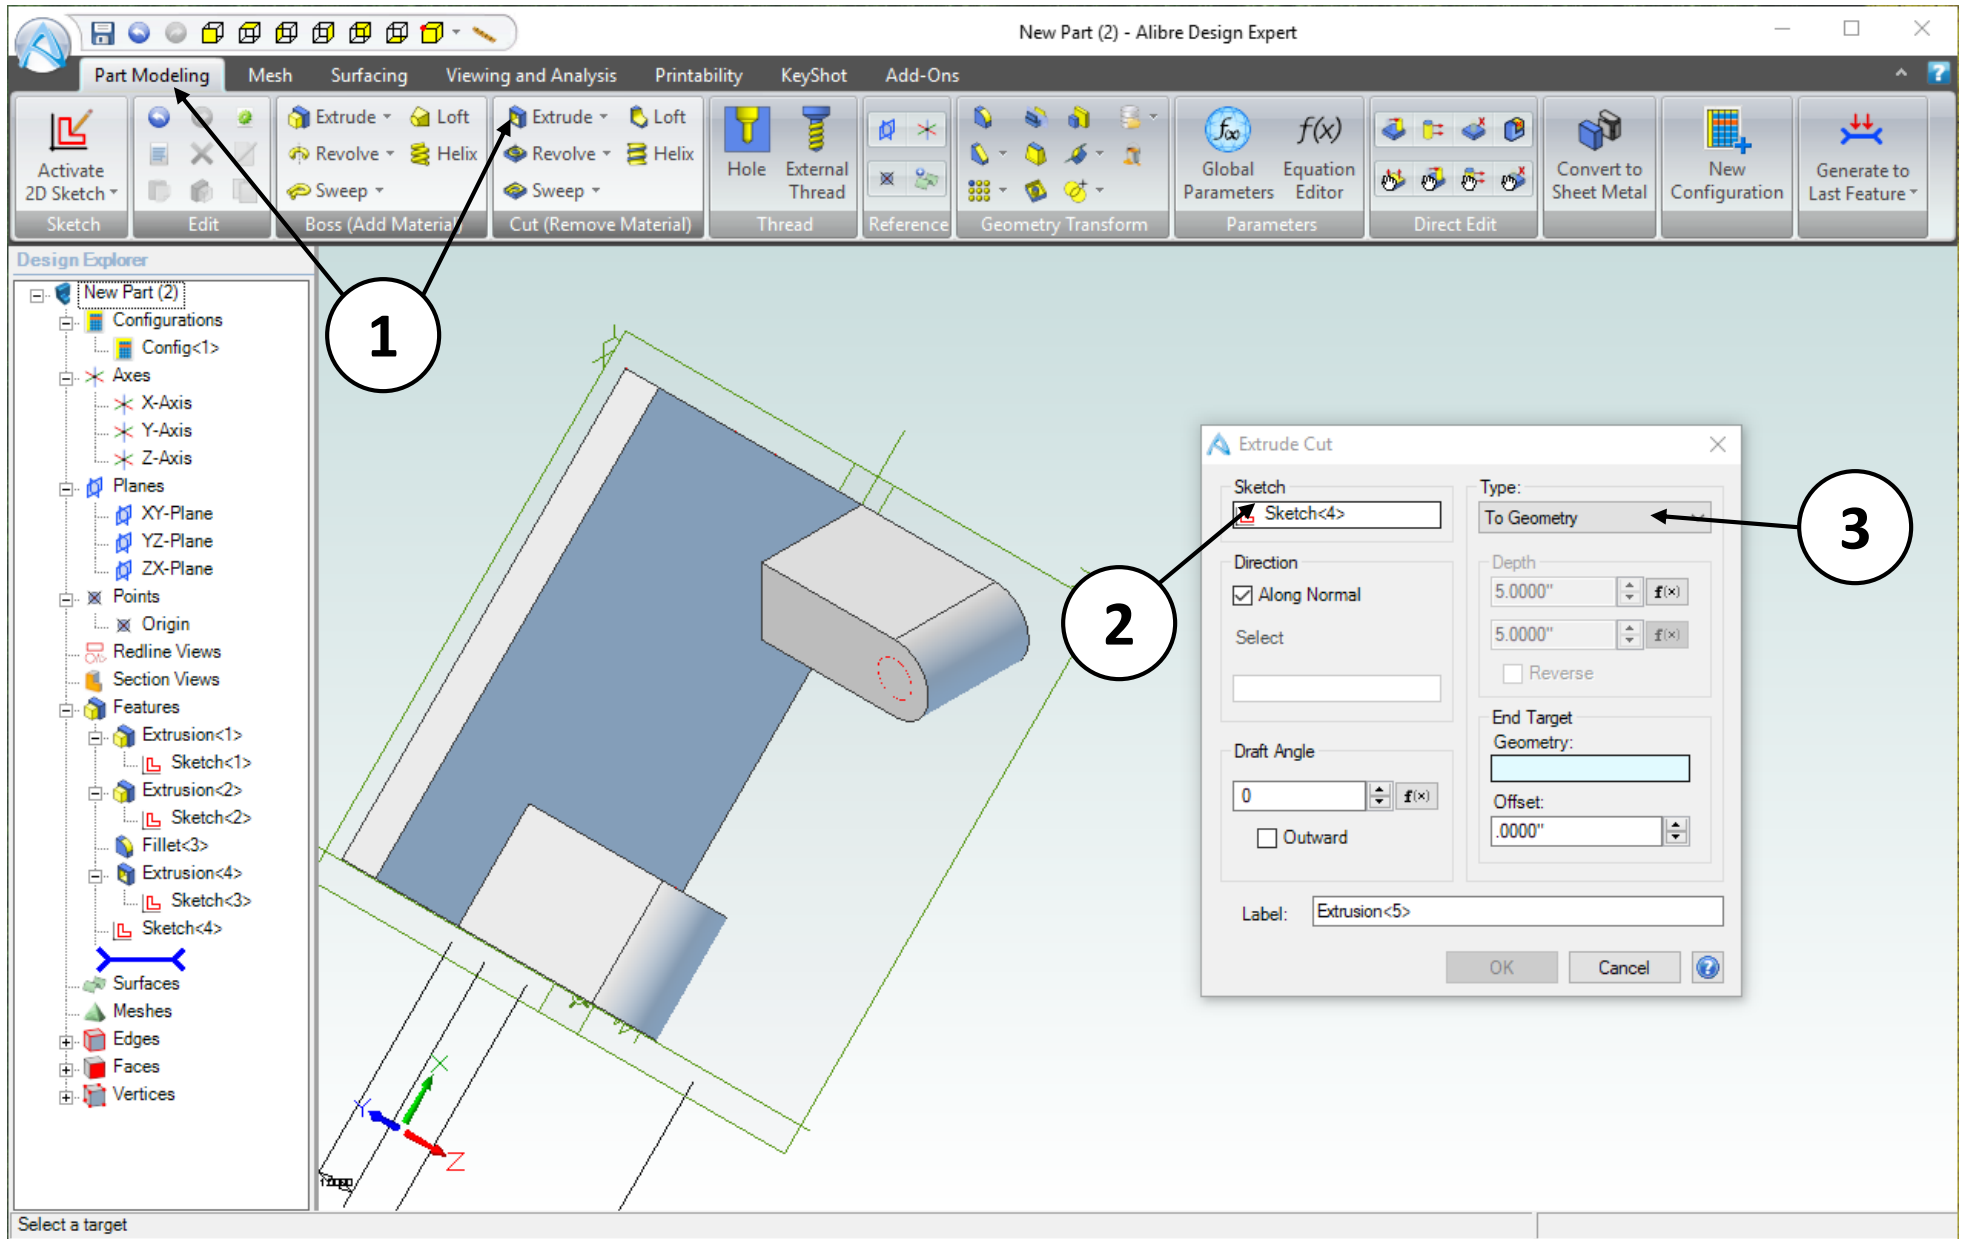 New Part (2) - Alibre Design Expert
Part Modeling Mesh Surfacing Viewing and Analysis Printability KeyShot Add-Ons
Activate
2D Sketch
Sketch
Edit
Extrude Loft
Revolve Helix
Sweep
Boss (Add Material)
Extrude Loft
Revolve Helix
Sweep
Cut (Remove Material)
Hole
External
Thread
Thread
Reference
Geometry Transform
f∞
Global
Parameters
f(x)
Equation
Editor
Parameters
Direct Edit
Convert to
Sheet Metal
New
Configuration
Generate to
Last Feature
Design Explorer
New Part (2)
Configurations
Config<1>
Axes
X-Axis
Y-Axis
Z-Axis
Planes
XY-Plane
YZ-Plane
ZX-Plane
Points
Origin
Redline Views
Section Views
Features
Extrusion<1>
Sketch<1>
Extrusion<2>
Sketch<2>
Fillet<3>
Extrusion<4>
Sketch<3>
Sketch<4>
Surfaces
Meshes
Edges
Faces
Vertices
1
2
3
X
Y
Z
Extrude Cut
Sketch
Sketch<4>
Direction
Along Normal
Select
Draft Angle
0 f(x)
Outward
Type:
To Geometry
Depth
5.0000" f(x)
5.0000" f(x)
Reverse
End Target
Geometry:
Offset:
.0000"
Label: Extrusion<5>
OK Cancel ?
Select a target